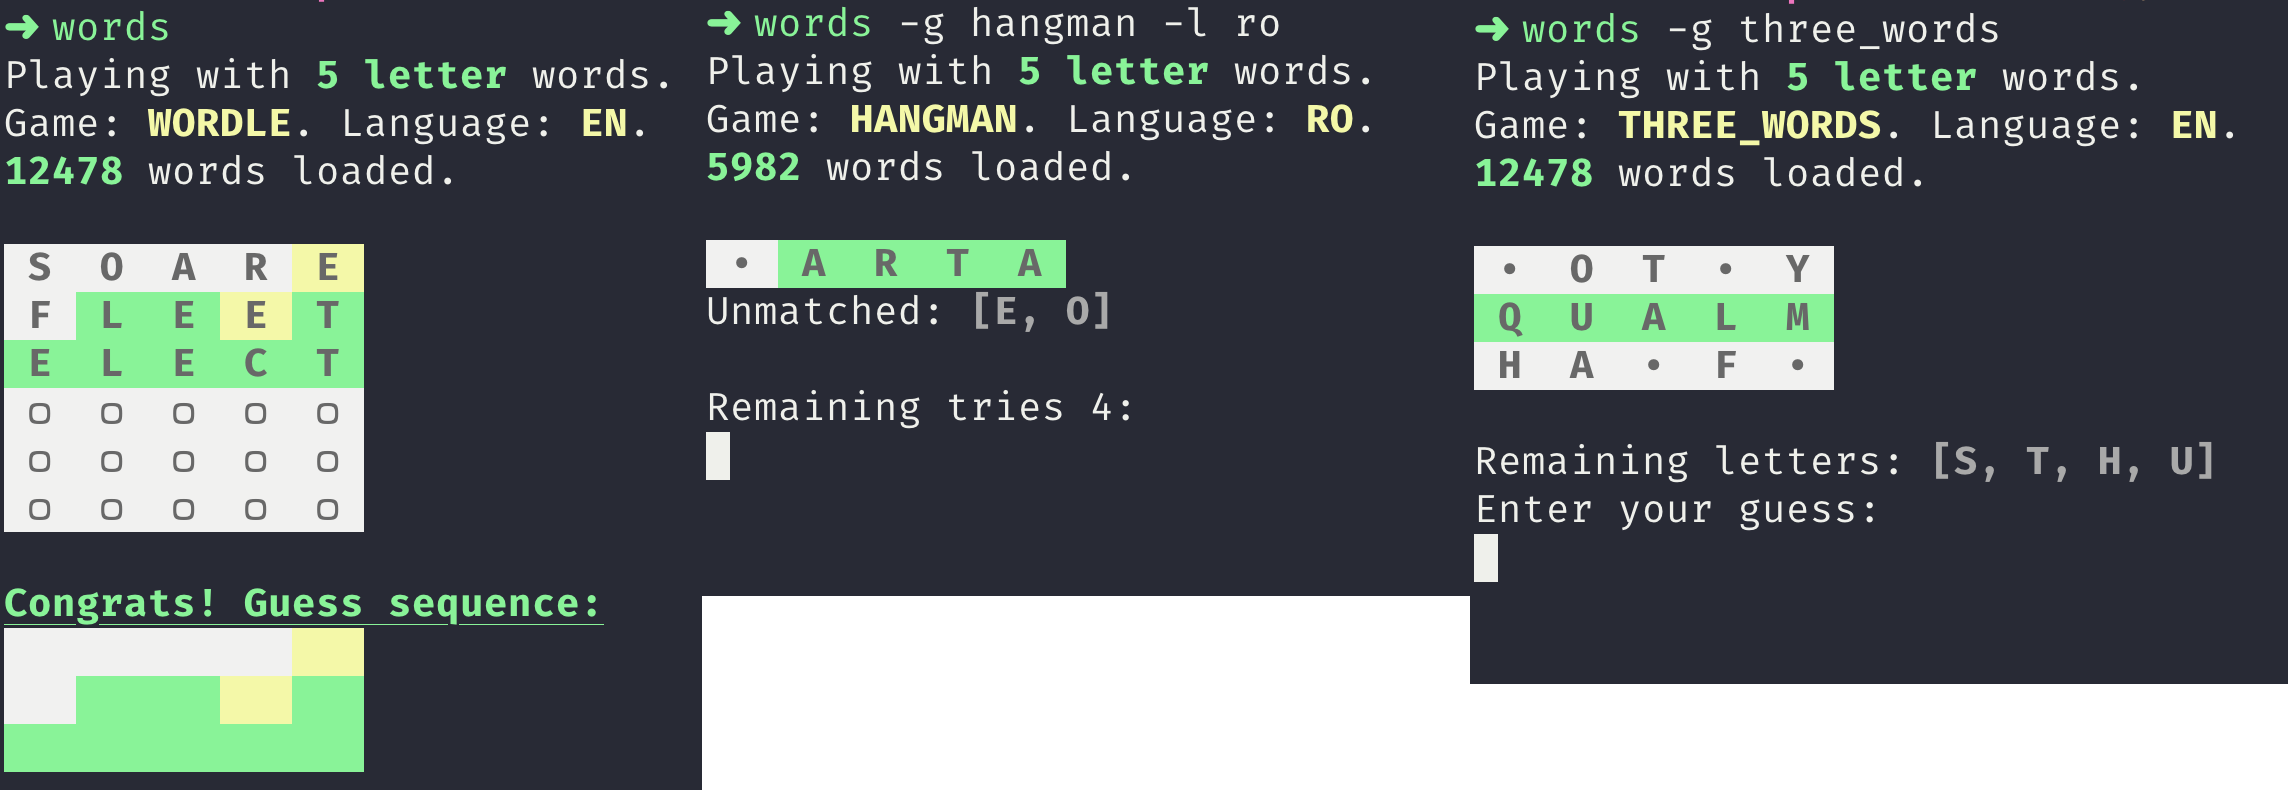 ➜ words
Playing with 5 letter words.
Game: WORDLE. Language: EN.
12478 words loaded.
S O A R E
F L E E T
E L E C T
▢ ▢ ▢ ▢ ▢
▢ ▢ ▢ ▢ ▢
▢ ▢ ▢ ▢ ▢
Congrats! Guess sequence:
➜ words -g hangman -l ro
Playing with 5 letter words.
Game: HANGMAN. Language: RO.
5982 words loaded.
• A R T A
Unmatched: [E, O]
Remaining tries 4:
➜ words -g three_words
Playing with 5 letter words.
Game: THREE_WORDS. Language: EN.
12478 words loaded.
• O T • Y
Q U A L M
H A • F •
Remaining letters: [S, T, H, U]
Enter your guess: